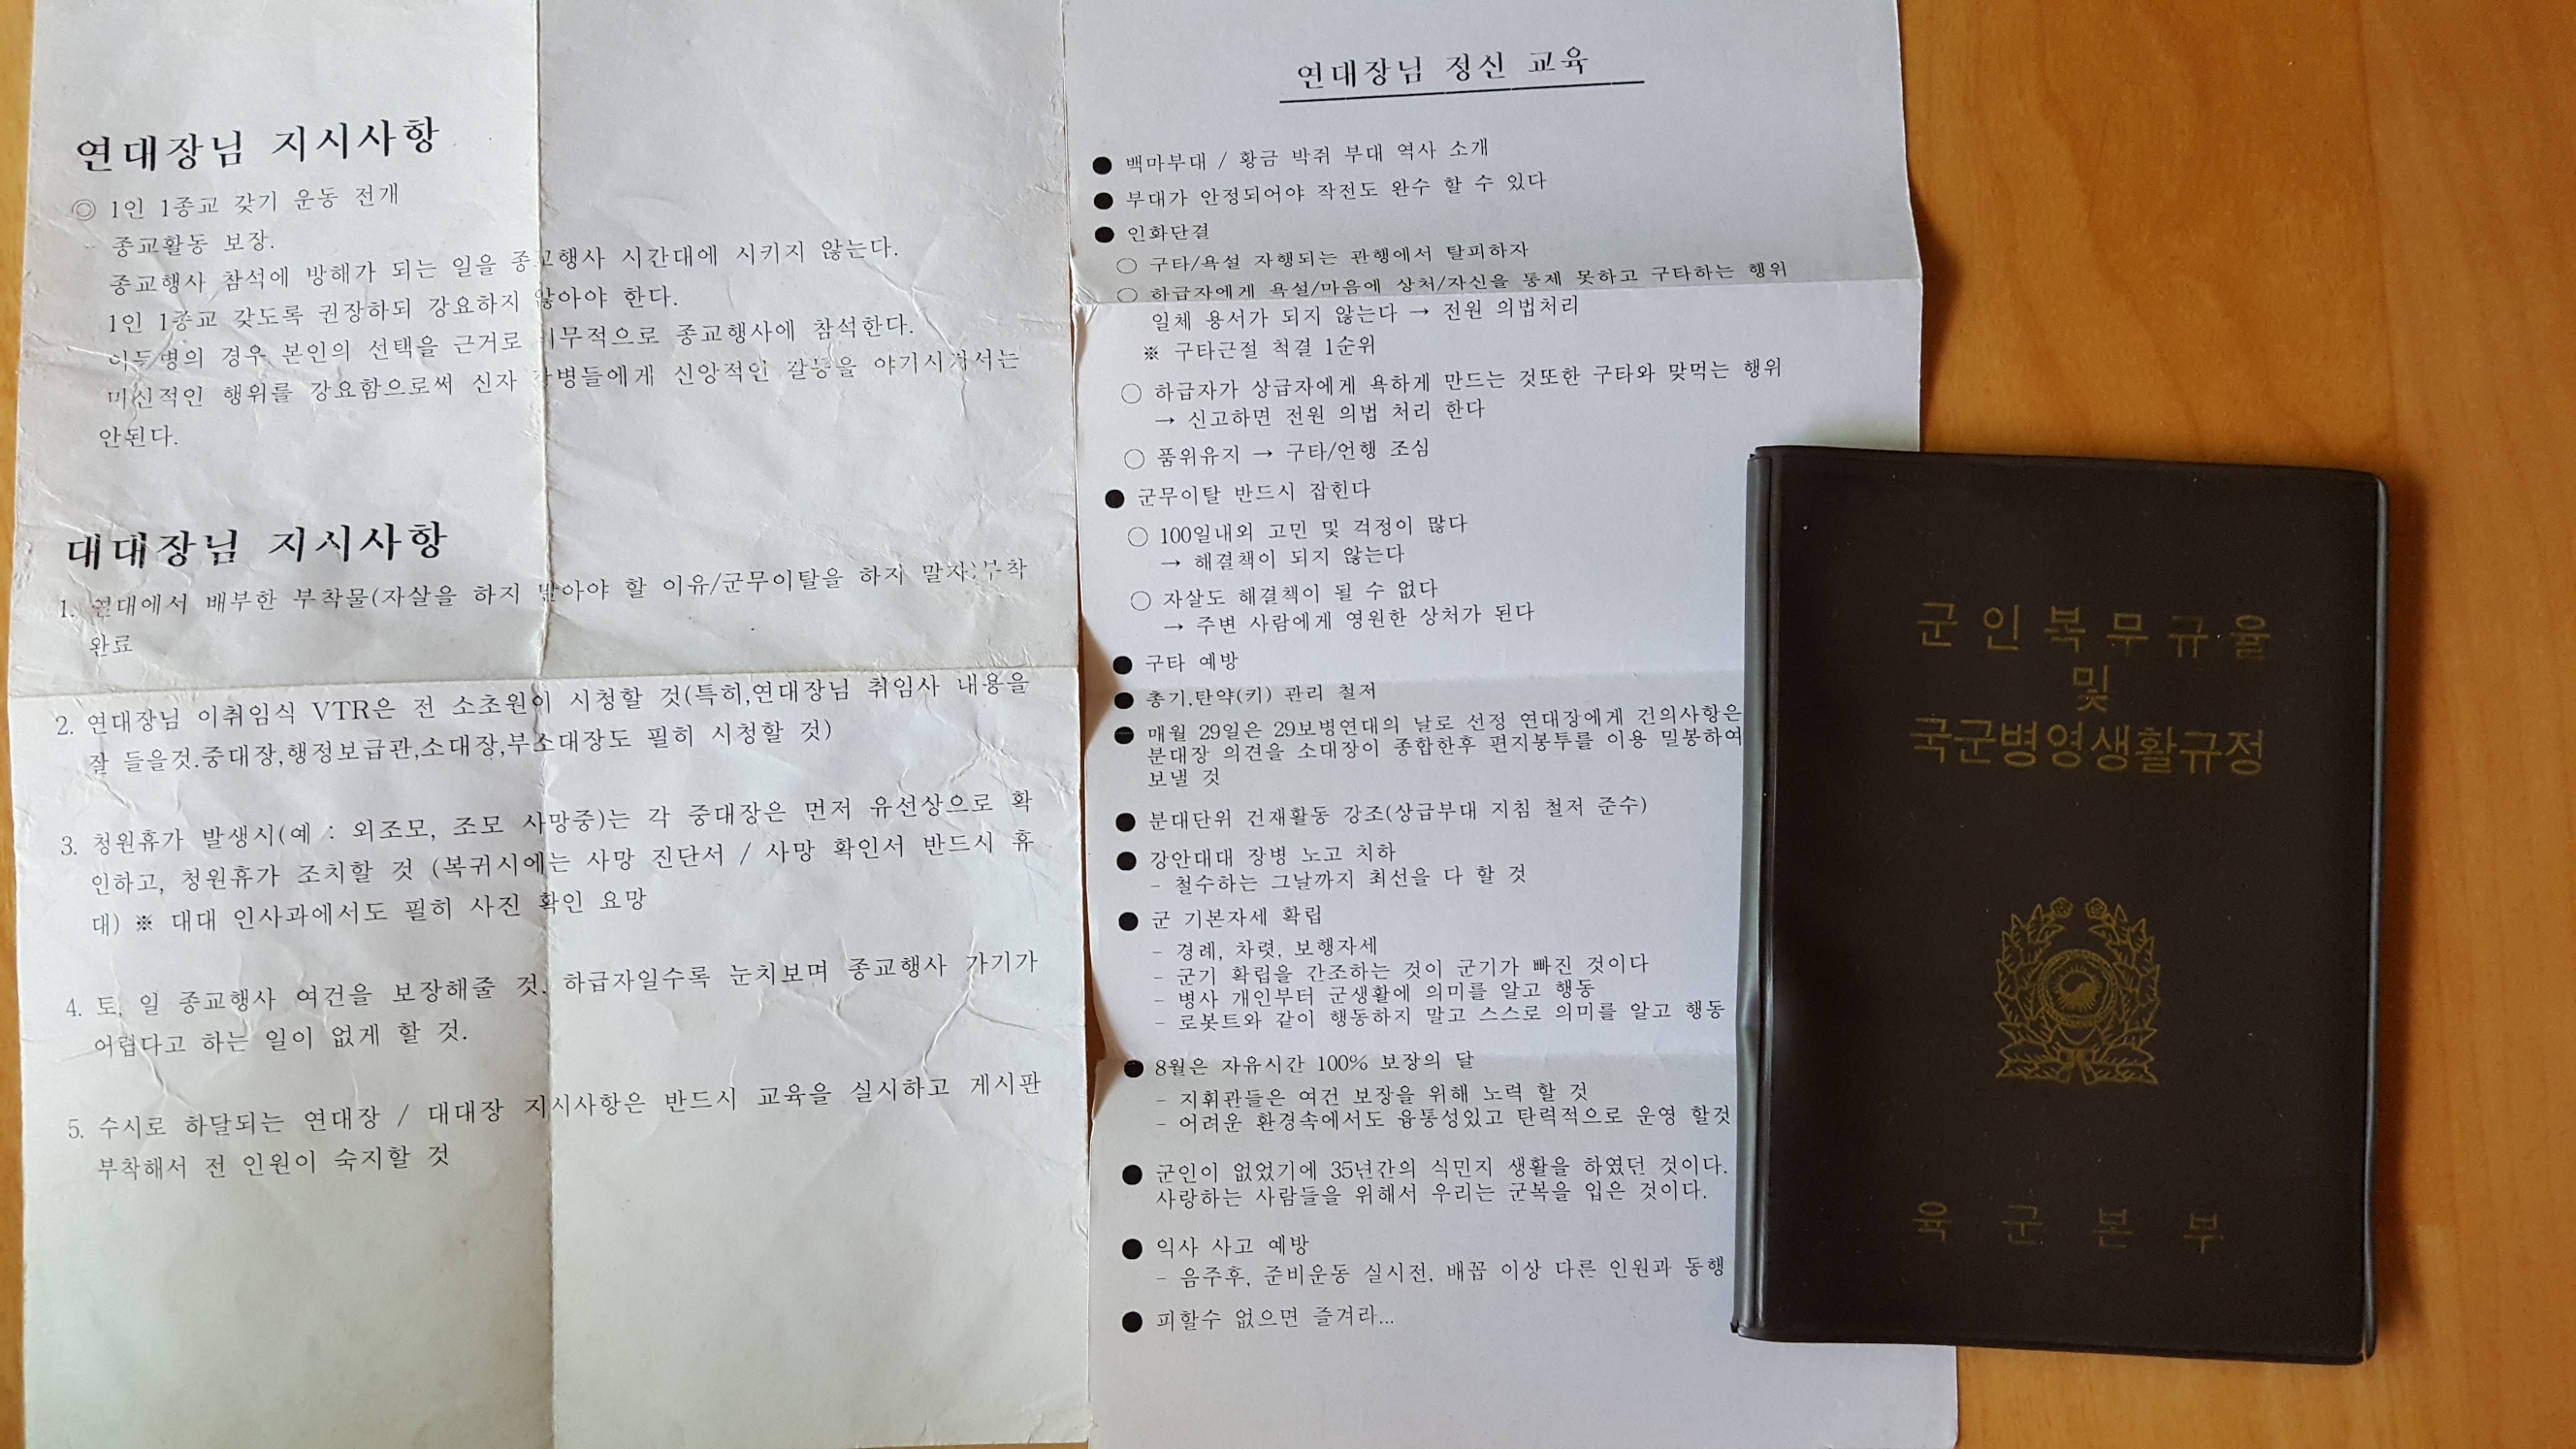 연대장님 지시사항
◎ 1인 1종교 갖기 운동 전개
- 종교활동 보장.
종교행사 참석에 방해가 되는 일을 종교행사 시간대에 시키지 않는다.
1인 1종교 갖도록 권장하되 강요하지 않아야 한다.
이등병의 경우 본인의 선택을 근거로 의무적으로 종교행사에 참석한다.
미신적인 행위를 강요함으로써 신자 장병들에게 신앙적인 갈등을 야기시켜서는
안된다.
대대장님 지시사항
1. 연대에서 배부한 부착물(자살을 하지 말아야 할 이유/군무이탈을 하지 말자)부착
완료
2. 연대장님 이취임식 VTR은 전 소초원이 시청할 것(특히,연대장님 취임사 내용을
잘 들을것.중대장,행정보급관,소대장,부소대장도 필히 시청할 것)
3. 청원휴가 발생시(예 : 외조모, 조모 사망중)는 각 중대장은 먼저 유선상으로 확
인하고, 청원휴가 조치할 것 (복귀시에는 사망 진단서 / 사망 확인서 반드시 휴
대) ※ 대대 인사과에서도 필히 사진 확인 요망
4. 토, 일 종교행사 여건을 보장해줄 것. 하급자일수록 눈치보며 종교행사 가기가
어렵다고 하는 일이 없게 할 것.
5. 수시로 하달되는 연대장 / 대대장 지시사항은 반드시 교육을 실시하고 게시판
부착해서 전 인원이 숙지할 것
연대장님 정신 교육
● 백마부대 / 황금 박쥐 부대 역사 소개
● 부대가 안정되어야 작전도 완수 할 수 있다
● 인화단결
○ 구타/욕설 자행되는 관행에서 탈피하자
○ 하급자에게 욕설/마음에 상처/자신을 통제 못하고 구타하는 행위
일체 용서가 되지 않는다 → 전원 의법처리
※ 구타근절 척결 1순위
○ 하급자가 상급자에게 욕하게 만드는 것또한 구타와 맞먹는 행위
→ 신고하면 전원 의법 처리 한다
○ 품위유지 → 구타/언행 조심
● 군무이탈 반드시 잡힌다
○ 100일내외 고민 및 걱정이 많다
→ 해결책이 되지 않는다
○ 자살도 해결책이 될 수 없다
→ 주변 사람에게 영원한 상처가 된다
● 구타 예방
● 총기,탄약(키) 관리 철저
● 매월 29일은 29보병연대의 날로 선정 연대장에게 건의사항은
분대장 의견을 소대장이 종합한후 편지봉투를 이용 밀봉하여
보낼 것
● 분대단위 건재활동 강조(상급부대 지침 철저 준수)
● 강안대대 장병 노고 치하
- 철수하는 그날까지 최선을 다 할 것
● 군 기본자세 확립
- 경례, 차렷, 보행자세
- 군기 확립을 간조하는 것이 군기가 빠진 것이다
- 병사 개인부터 군생활에 의미를 알고 행동
- 로봇트와 같이 행동하지 말고 스스로 의미를 알고 행동
● 8월은 자유시간 100% 보장의 달
- 지휘관들은 여건 보장을 위해 노력 할 것
- 어려운 환경속에서도 융통성있고 탄력적으로 운영 할것
● 군인이 없었기에 35년간의 식민지 생활을 하였던 것이다.
사랑하는 사람들을 위해서 우리는 군복을 입은 것이다.
● 익사 사고 예방
- 음주후, 준비운동 실시전, 배꼽 이상 다른 인원과 동행
● 피할수 없으면 즐겨라...
군인복무규율
및
국군병영생활규정
육군본부